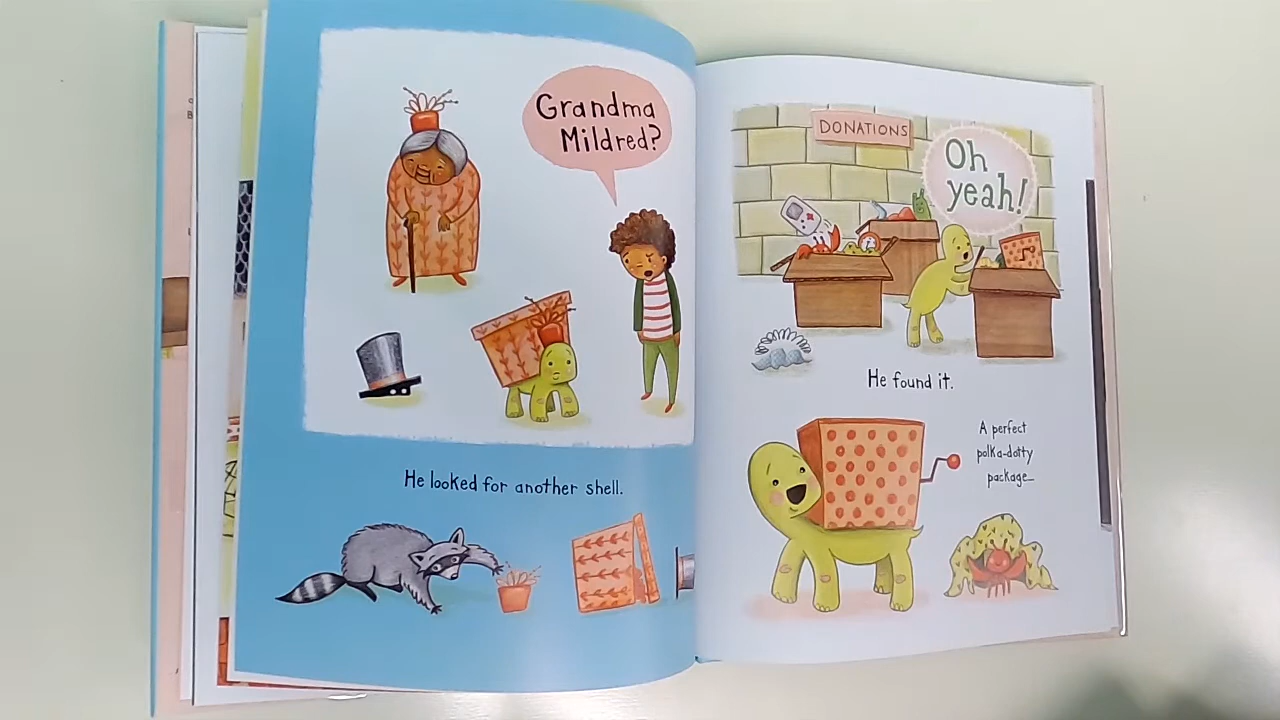 Grandma
Mildred?
He looked for another shell.
DONATIONS
Oh
yeah!
He found it.
A perfect
polka-dotty
package...